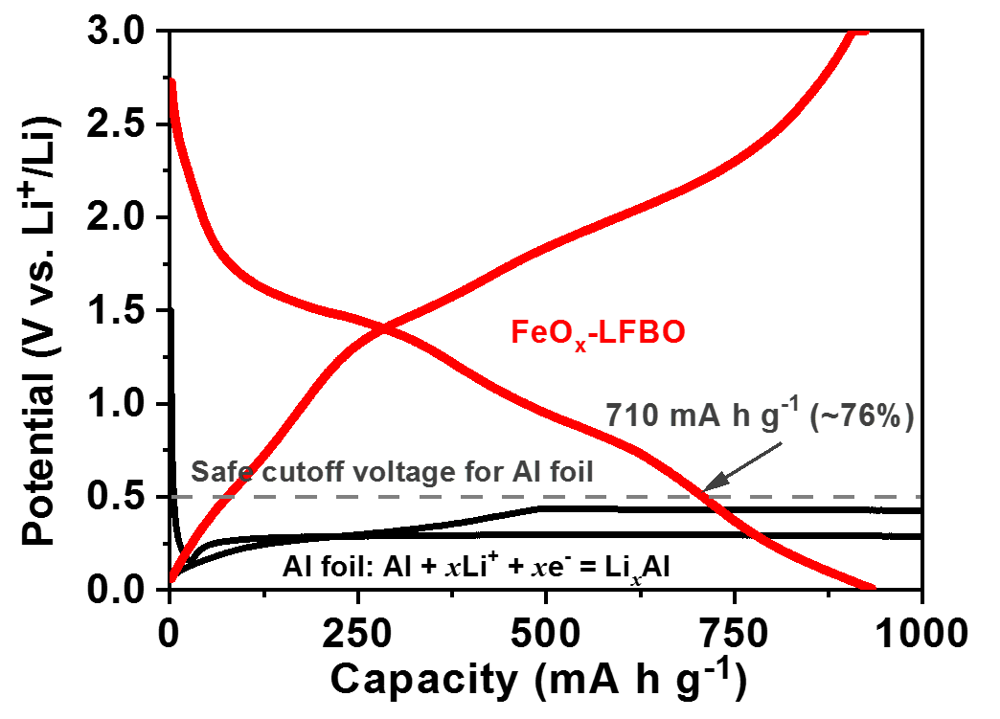 3.0
2.5
2.0
1.5
1.0
0.5
0.0
Potential (V vs. Li⁺/Li)
FeOₓ-LFBO
710 mA h g⁻¹ (~76%)
Safe cutoff voltage for Al foil
Al foil: Al + xLi⁺ + xe⁻ = LiₓAl
0 250 500 750 1000
Capacity (mA h g⁻¹)